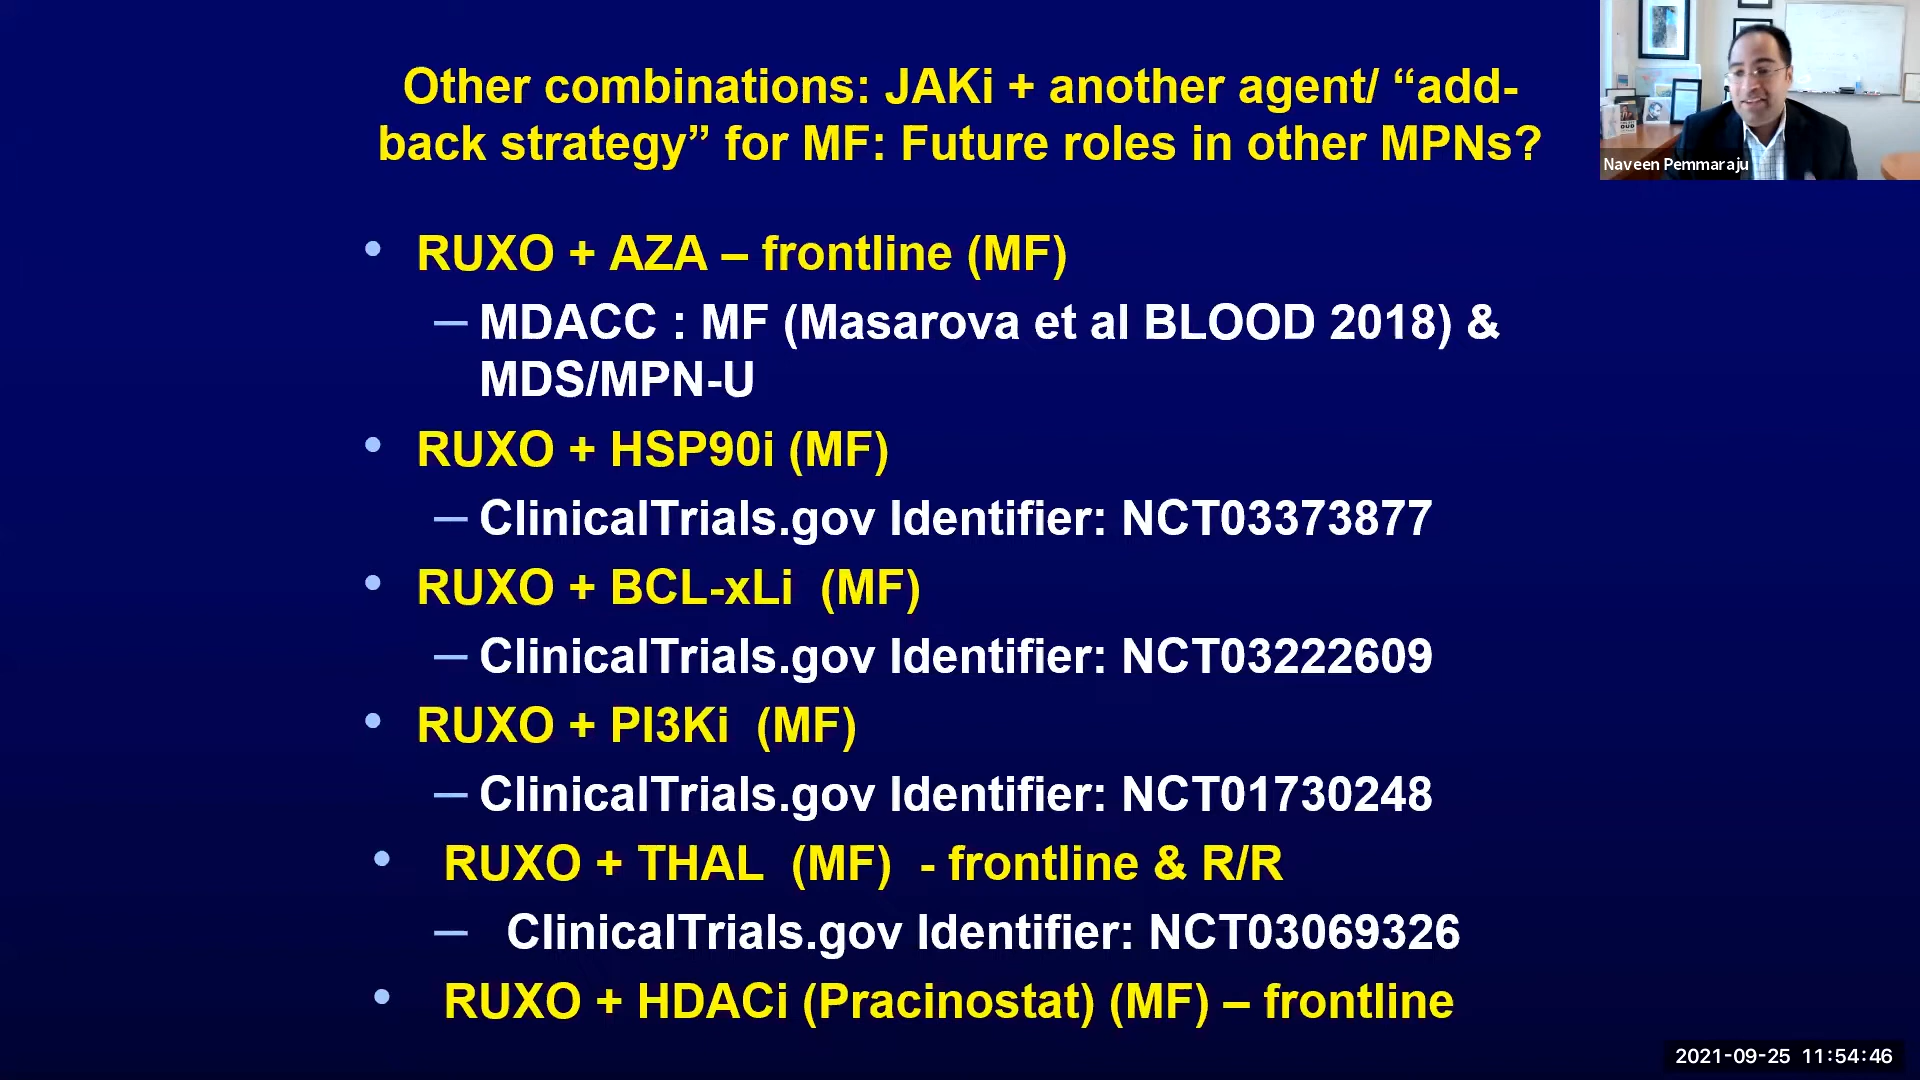 Other combinations: JAKi + another agent/ “add-
back strategy” for MF: Future roles in other MPNs?
Naveen Pemmaraju
• RUXO + AZA – frontline (MF)
– MDACC : MF (Masarova et al BLOOD 2018) &
MDS/MPN-U
• RUXO + HSP90i (MF)
– ClinicalTrials.gov Identifier: NCT03373877
• RUXO + BCL-xLi (MF)
– ClinicalTrials.gov Identifier: NCT03222609
• RUXO + PI3Ki (MF)
– ClinicalTrials.gov Identifier: NCT01730248
• RUXO + THAL (MF) - frontline & R/R
– ClinicalTrials.gov Identifier: NCT03069326
• RUXO + HDACi (Pracinostat) (MF) – frontline
2021-09-25 11:54:46